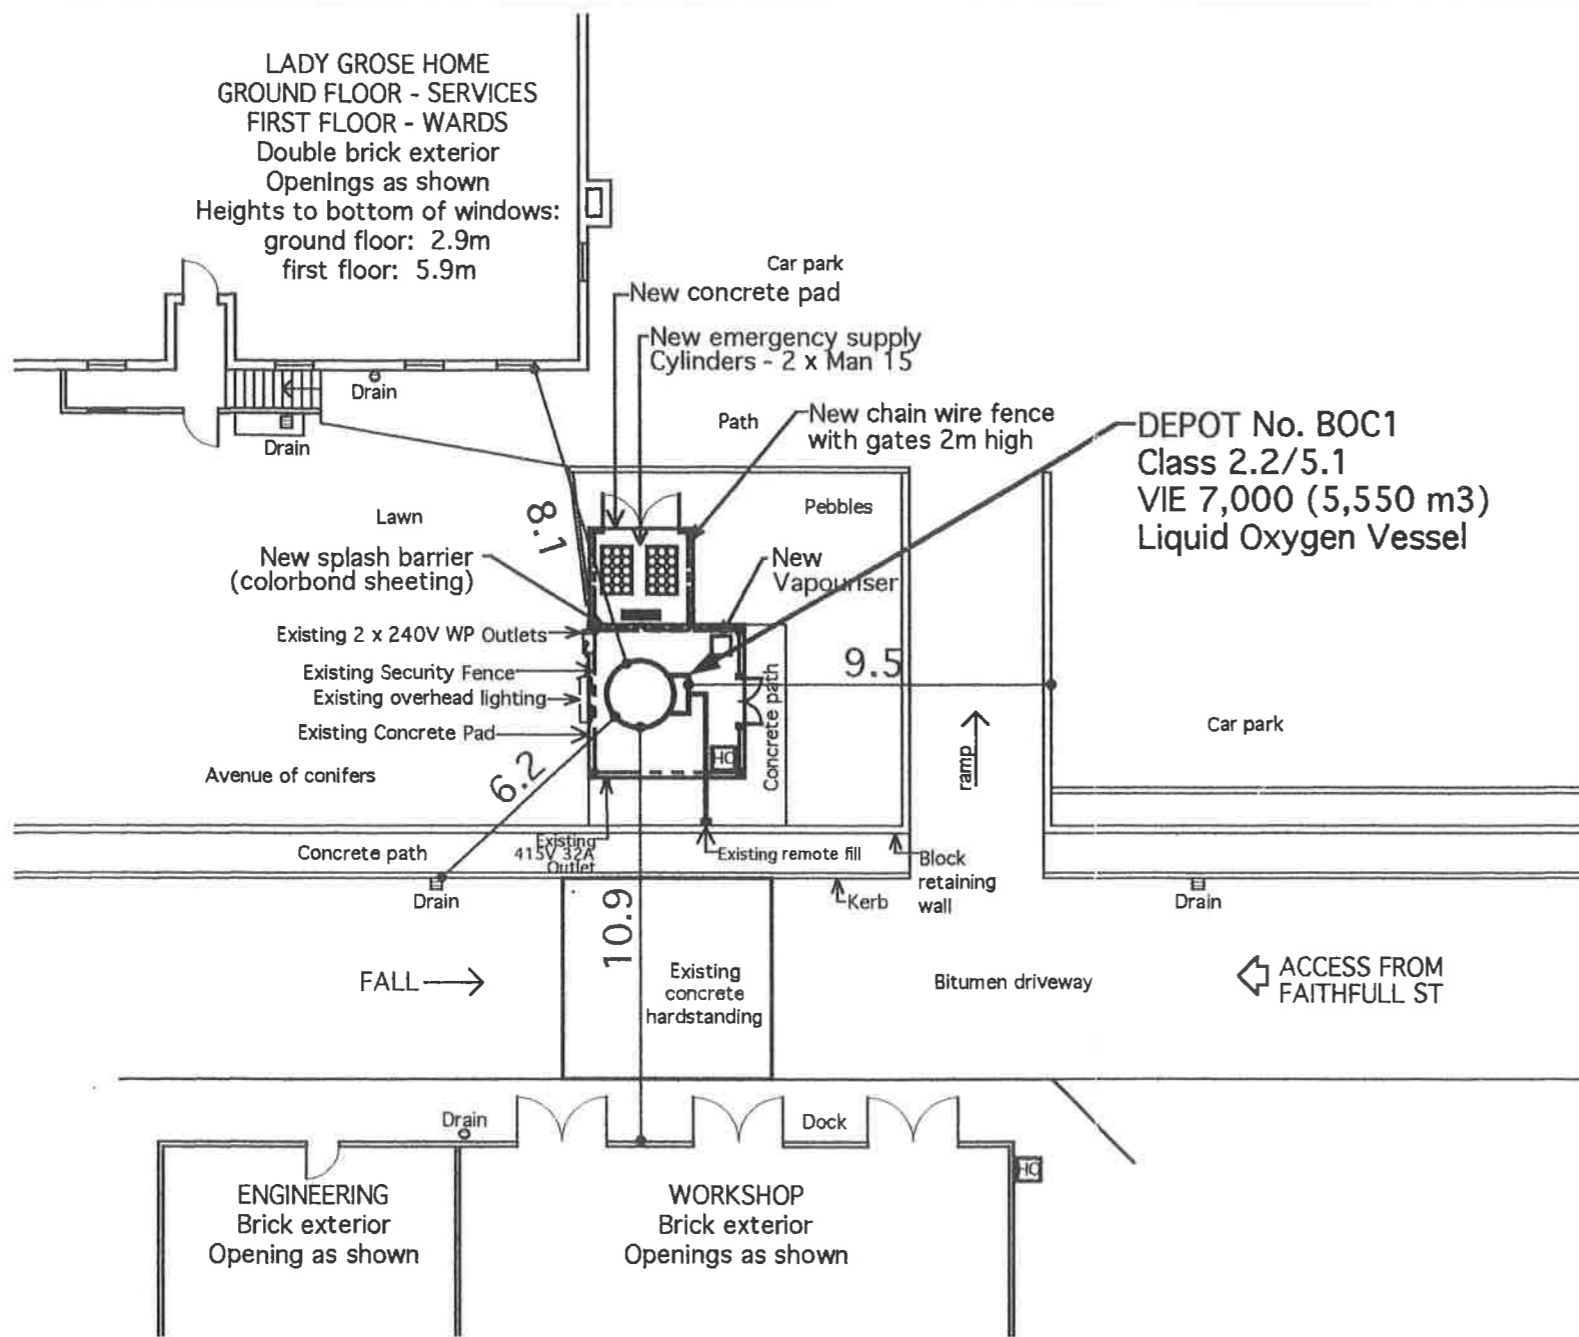 LADY GROSE HOME
GROUND FLOOR - SERVICES
FIRST FLOOR - WARDS
Double brick exterior
Openings as shown
Heights to bottom of windows:
ground floor: 2.9m
first floor: 5.9m
Car park
New concrete pad
New emergency supply
Cylinders - 2 x Man 15
Drain
Path
New chain wire fence
with gates 2m high
DEPOT No. BOC1
Class 2.2/5.1
VIE 7,000 (5,550 m3)
Liquid Oxygen Vessel
Drain
Pebbles
Lawn
8.1
New splash barrier
(colorbond sheeting)
New
Vapouriser
Existing 2 x 240V WP Outlets
Existing Security Fence
Existing overhead lighting
Existing Concrete Pad
9.5
Concrete path
Car park
ramp
HC
Avenue of conifers
6.2
Existing
415V 32A
Outlet
Existing remote fill
Concrete path
Block
retaining
wall
Drain
Kerb
Drain
10.9
FALL
Existing
concrete
hardstanding
Bitumen driveway
ACCESS FROM
FAITHFULL ST
Drain
Dock
HC
ENGINEERING
Brick exterior
Opening as shown
WORKSHOP
Brick exterior
Openings as shown